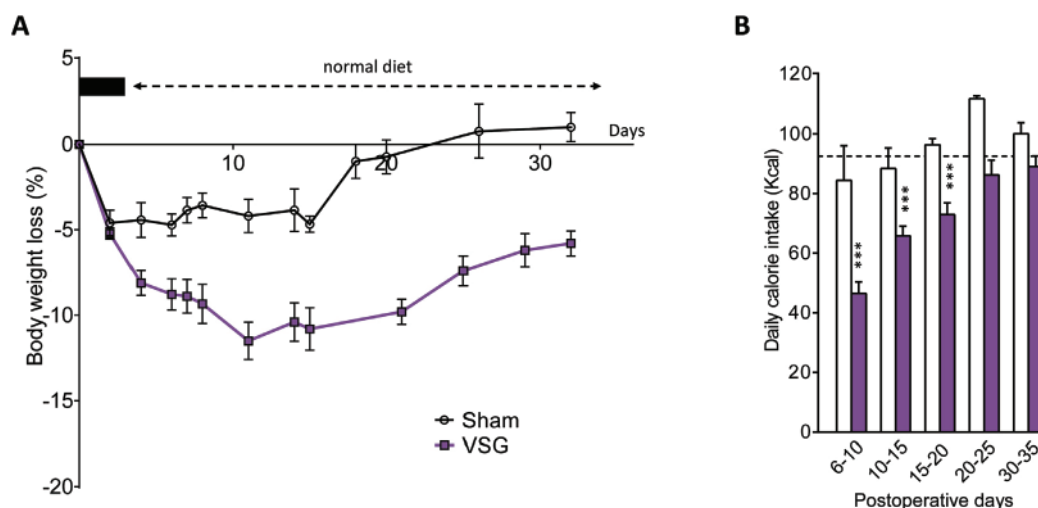 A
5
0
-5
-10
-15
-20
Body weight loss (%)
normal diet
Days
10
20
30
Sham
VSG
B
120
100
80
60
40
20
0
Daily calorie intake (Kcal)
***
***
***
6-10
10-15
15-20
20-25
30-35
Postoperative days